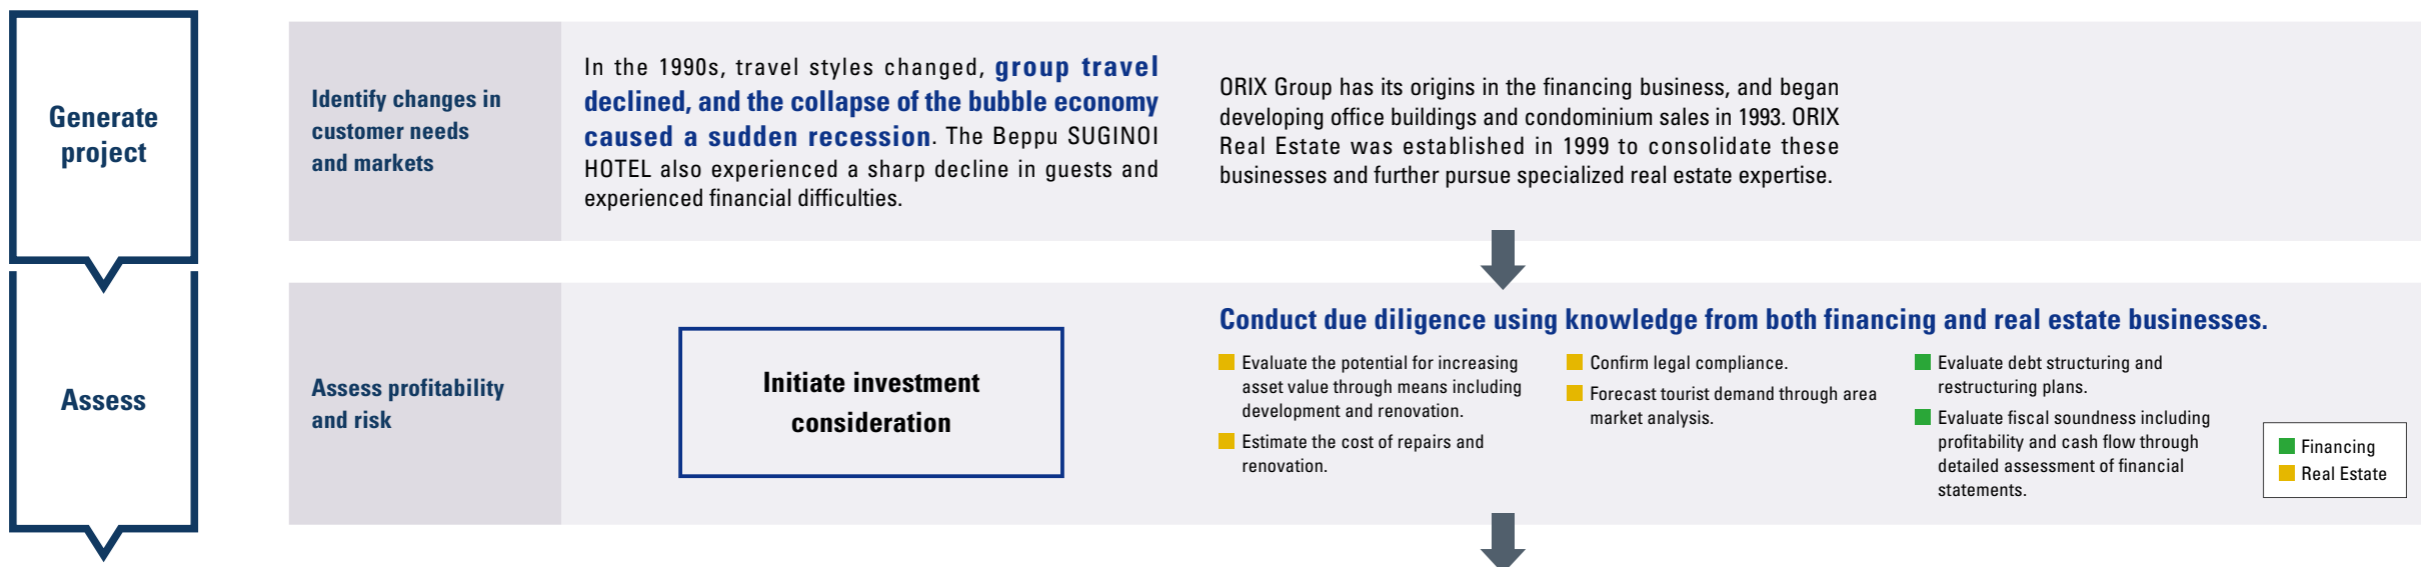 Generate
project
Identify changes in
customer needs
and markets
In the 1990s, travel styles changed, group travel
declined, and the collapse of the bubble economy
caused a sudden recession. The Beppu SUGINOI
HOTEL also experienced a sharp decline in guests and
experienced financial difficulties.
ORIX Group has its origins in the financing business, and began
developing office buildings and condominium sales in 1993. ORIX
Real Estate was established in 1999 to consolidate these
businesses and further pursue specialized real estate expertise.
Assess
Assess profitability
and risk
Initiate investment
consideration
Conduct due diligence using knowledge from both financing and real estate businesses.
Evaluate the potential for increasing
asset value through means including
development and renovation.
Estimate the cost of repairs and
renovation.
Confirm legal compliance.
Forecast tourist demand through area
market analysis.
Evaluate debt structuring and
restructuring plans.
Evaluate fiscal soundness including
profitability and cash flow through
detailed assessment of financial
statements.
Financing
Real Estate